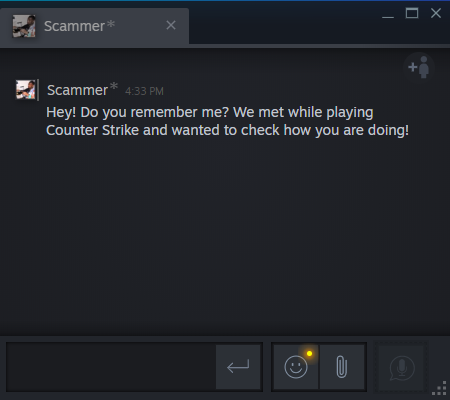 Scammer*
Scammer* 4:33 PM
Hey! Do you remember me? We met while playing
Counter Strike and wanted to check how you are doing!